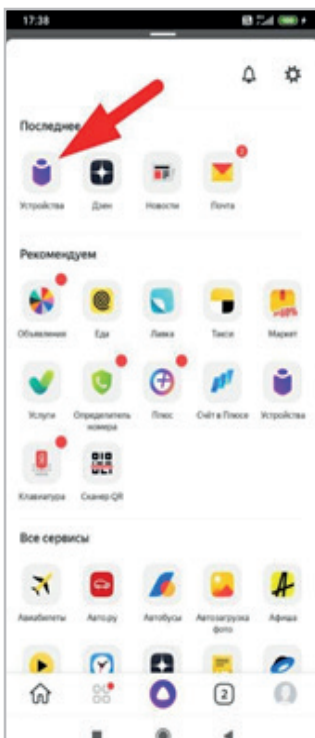 17:38
Последнее
Устройства Дзен Новости Почта
Рекомендуем
Объявления Еда Лавка Такси Маркет
Услуги Определитель номера Плюс Счёт в Плюсе Устройства
Клавиатура Сканер QR
Все сервисы
Авиабилеты Авто.ру Автобусы Автозагрузка фото Афиша
2